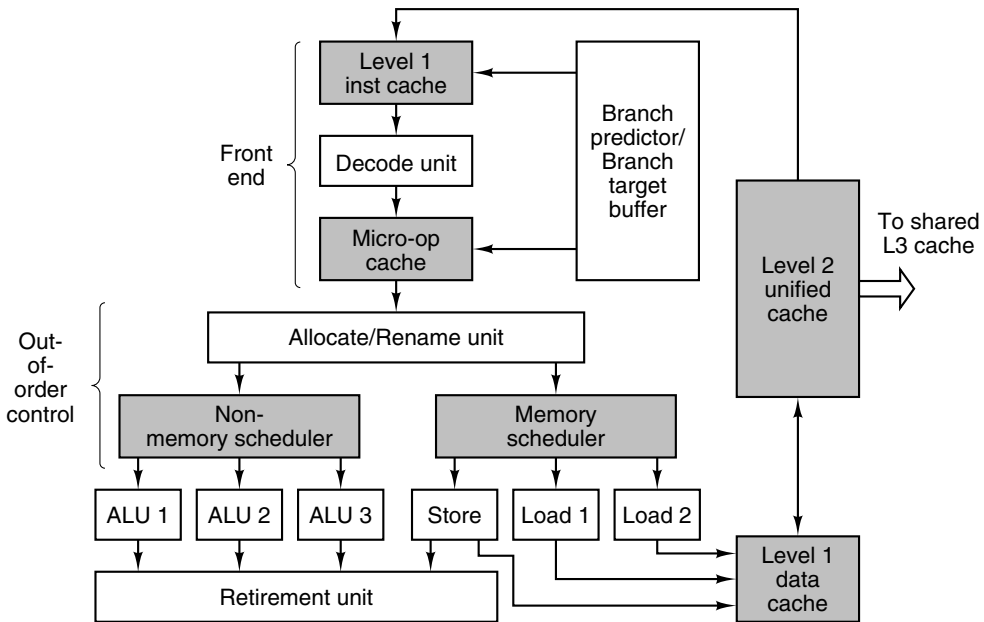 Level 1
inst cache
Branch
predictor/
Branch
target
buffer
Front
end
Decode unit
Micro-op
cache
To shared
L3 cache
Level 2
unified
cache
Allocate/Rename unit
Out-
of-
order
control
Non-
memory scheduler
Memory
scheduler
ALU 1
ALU 2
ALU 3
Store
Load 1
Load 2
Level 1
data
cache
Retirement unit